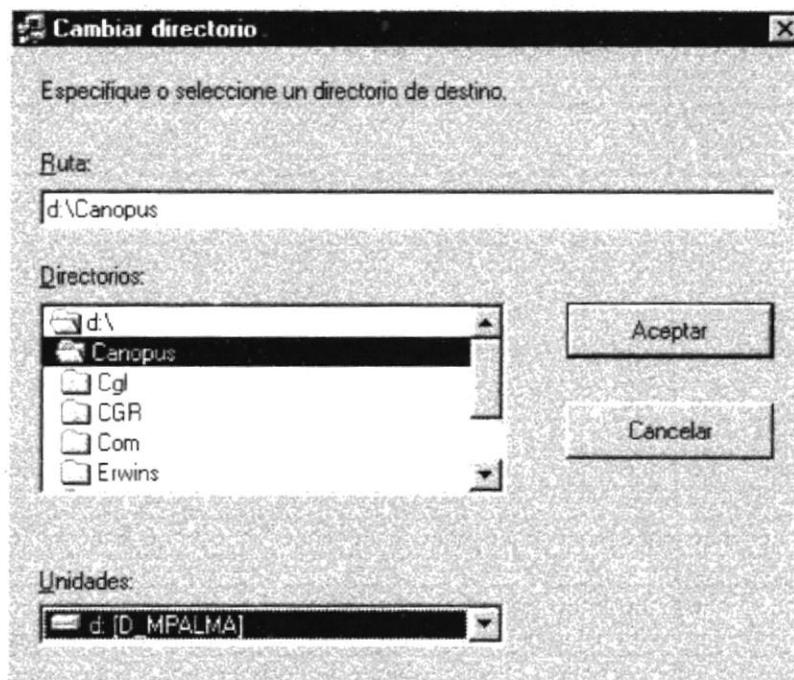 Cambiar directorio
Especifique o seleccione un directorio de destino.
Ruta:
d:\Canopus
Directorios:
d:\
Canopus
Cgl
CGR
Com
Erwins
Aceptar
Cancelar
Unidades:
d: [D_MPALMA]